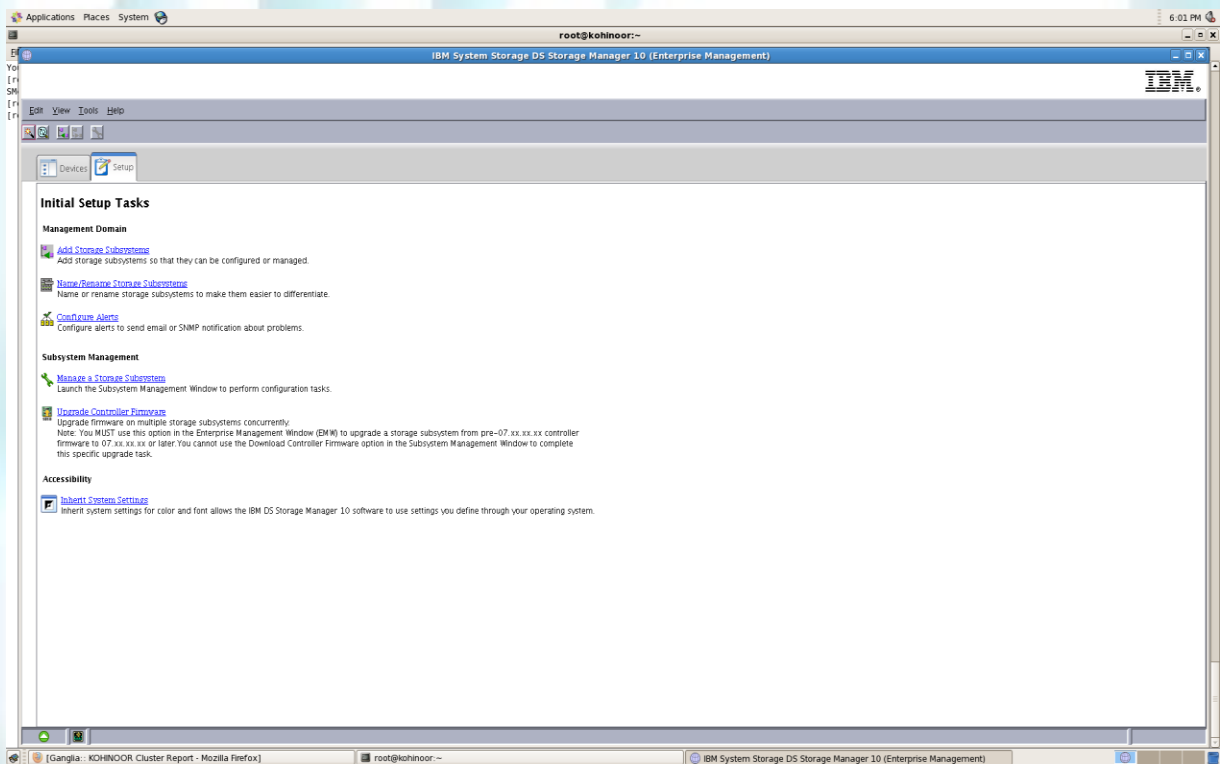 Applications Places System
6:01 PM
root@kohinoor:~
IBM System Storage DS Storage Manager 10 (Enterprise Management)
IBM
Edit View Tools Help
Devices Setup
Initial Setup Tasks
Management Domain
Add Storage Subsystems
Add storage subsystems so that they can be configured or managed.
Name/Rename Storage Subsystems
Name or rename storage subsystems to make them easier to differentiate.
Configure Alerts
Configure alerts to send email or SNMP notification about problems.
Subsystem Management
Manage a Storage Subsystem
Launch the Subsystem Management Window to perform configuration tasks.
Upgrade Controller Firmware
Upgrade firmware on multiple storage subsystems concurrently.
Note: You MUST use this option in the Enterprise Management Window (EMW) to upgrade a storage subsystem from pre-07.xx.xx.xx controller
firmware to 07.xx.xx.xx or later.You cannot use the Download Controller Firmware option in the Subsystem Management Window to complete
this specific upgrade task.
Accessibility
Inherit System Settings
Inherit system settings for color and font allows the IBM DS Storage Manager 10 software to use settings you define through your operating system.
[Ganglia:: KOHINOOR Cluster Report - Mozilla Firefox]
root@kohinoor:~
IBM System Storage DS Storage Manager 10 (Enterprise Management)